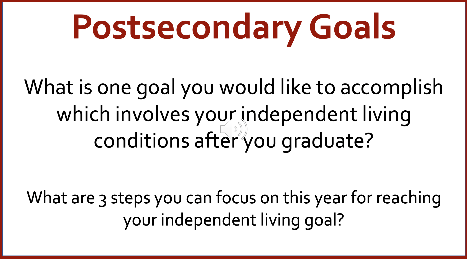 Postsecondary Goals
What is one goal you would like to accomplish
which involves your independent living
conditions after you graduate?
What are 3 steps you can focus on this year for reaching
your independent living goal?